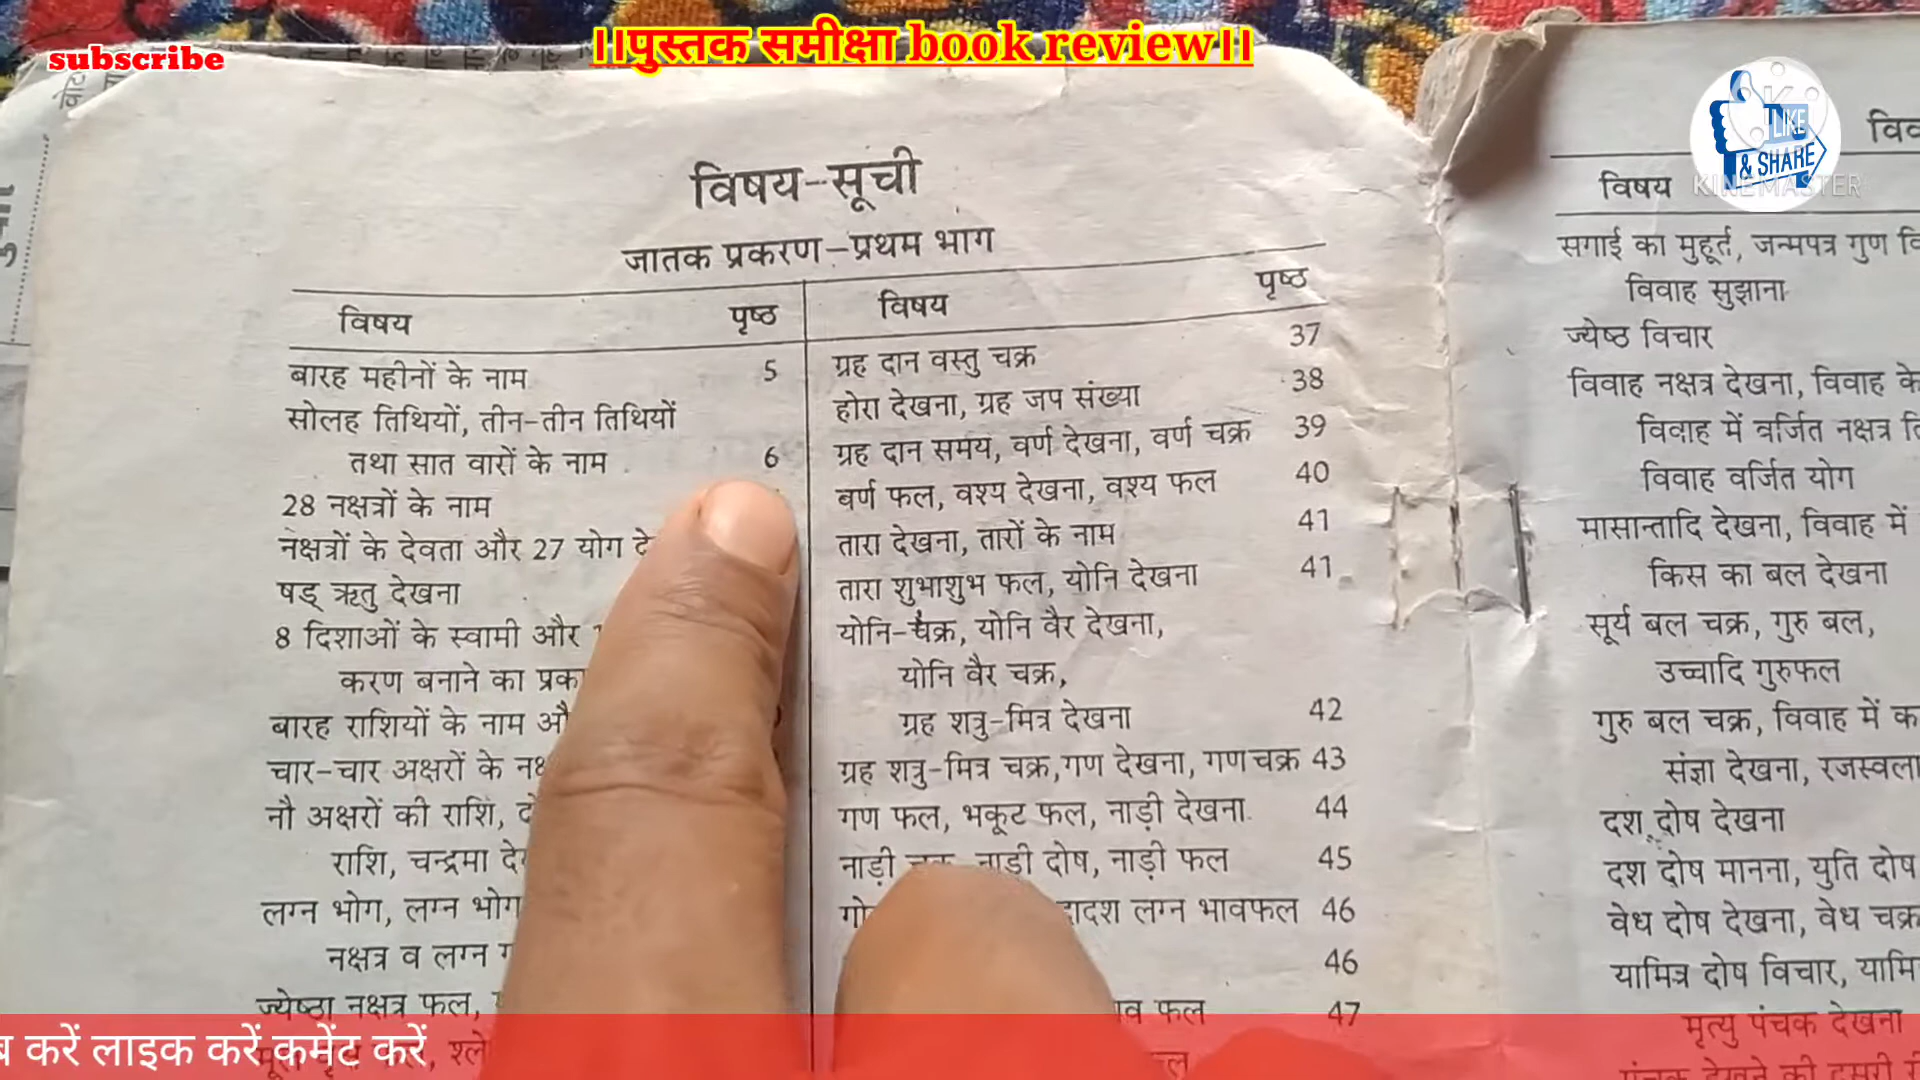 ।।पुस्तक समीक्षा book review।।
subscribe
LIKE
& SHARE
KINEMASTER
विषय-सूची
जातक प्रकरण-प्रथम भाग
विषय पृष्ठ
बारह महीनों के नाम 5
सोलह तिथियों, तीन-तीन तिथियों
तथा सात वारों के नाम 6
28 नक्षत्रों के नाम
नक्षत्रों के देवता और 27 योग
षड् ऋतु देखना
8 दिशाओं के स्वामी और
करण बनाने का
बारह राशियों के नाम
चार-चार अक्षरों के
नौ अक्षरों की राशि,
राशि, चन्द्रमा
लग्न भोग, लग्न भोग
नक्षत्र व लग्न
ज्येष्ठा नक्षत्र फल,
विषय पृष्ठ
ग्रह दान वस्तु चक्र 37
होरा देखना, ग्रह जप संख्या 38
ग्रह दान समय, वर्ण देखना, वर्ण चक्र 39
बर्ण फल, वश्य देखना, वश्य फल 40
तारा देखना, तारों के नाम 41
तारा शुभाशुभ फल, योनि देखना 41
योनि-चक्र, योनि वैर देखना,
योनि वैर चक्र,
ग्रह शत्रु-मित्र देखना 42
ग्रह शत्रु-मित्र चक्र,गण देखना, गणचक्र 43
गण फल, भकूट फल, नाड़ी देखना 44
नाड़ी नाड़ी दोष, नाड़ी फल 45
लग्न भावफल 46
46
फल 47
विषय
सगाई का मुहूर्त, जन्मपत्र गुण
विवाह सुझाना
ज्येष्ठ विचार
विवाह नक्षत्र देखना, विवाह के
विवाह में वर्जित नक्षत्र
विवाह वर्जित योग
मासान्तादि देखना, विवाह में
किस का बल देखना
सूर्य बल चक्र, गुरु बल,
उच्चादि गुरुफल
गुरु बल चक्र, विवाह में
संज्ञा देखना, रजस्वला
दश दोष देखना
दश दोष मानना, युति दोष
वेध दोष देखना, वेध चक्र
यामित्र दोष विचार,
मृत्यु पंचक देखना
करें लाइक करें कमेंट करें